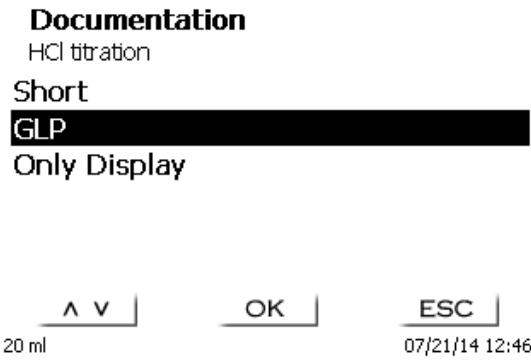 Documentation
HCl titration
Short
GLP
Only Display
∧ ∨ OK ESC
20 ml 07/21/14 12:46